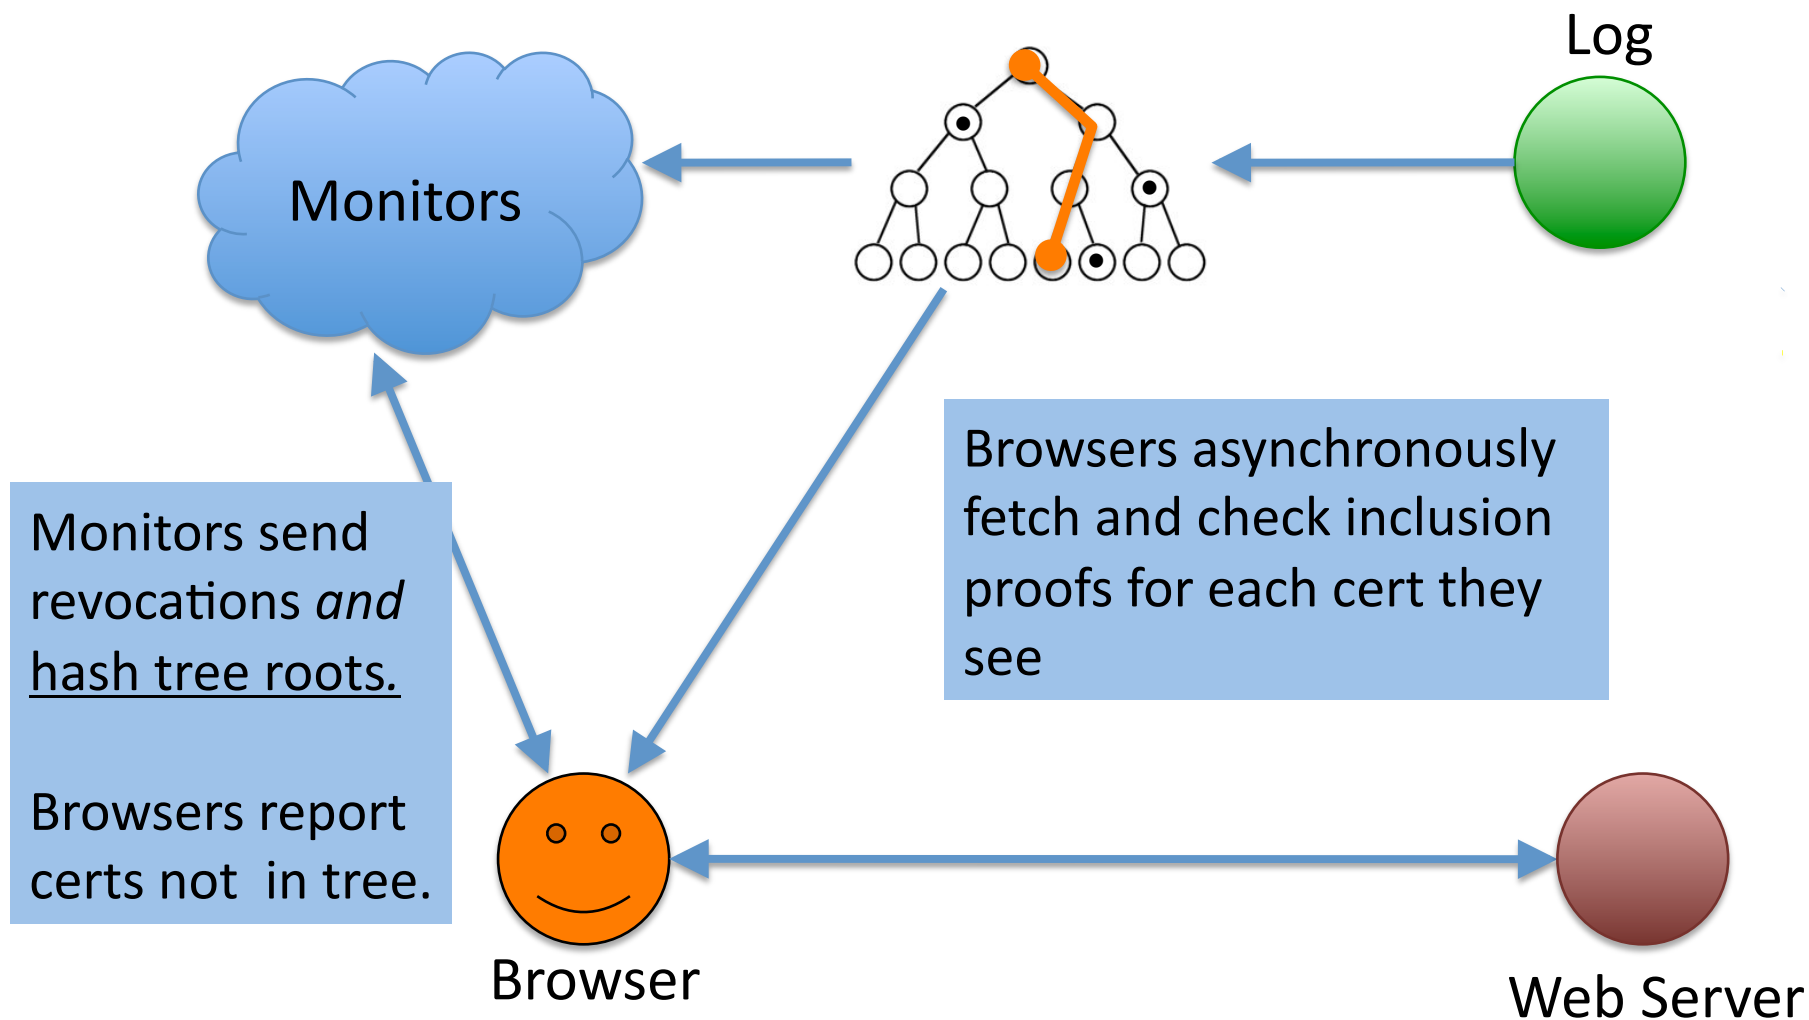 Log
Monitors
Browsers asynchronously
fetch and check inclusion
proofs for each cert they
see
Monitors send
revocations and
hash tree roots.
Browsers report
certs not  in tree.
Browser
Web Server